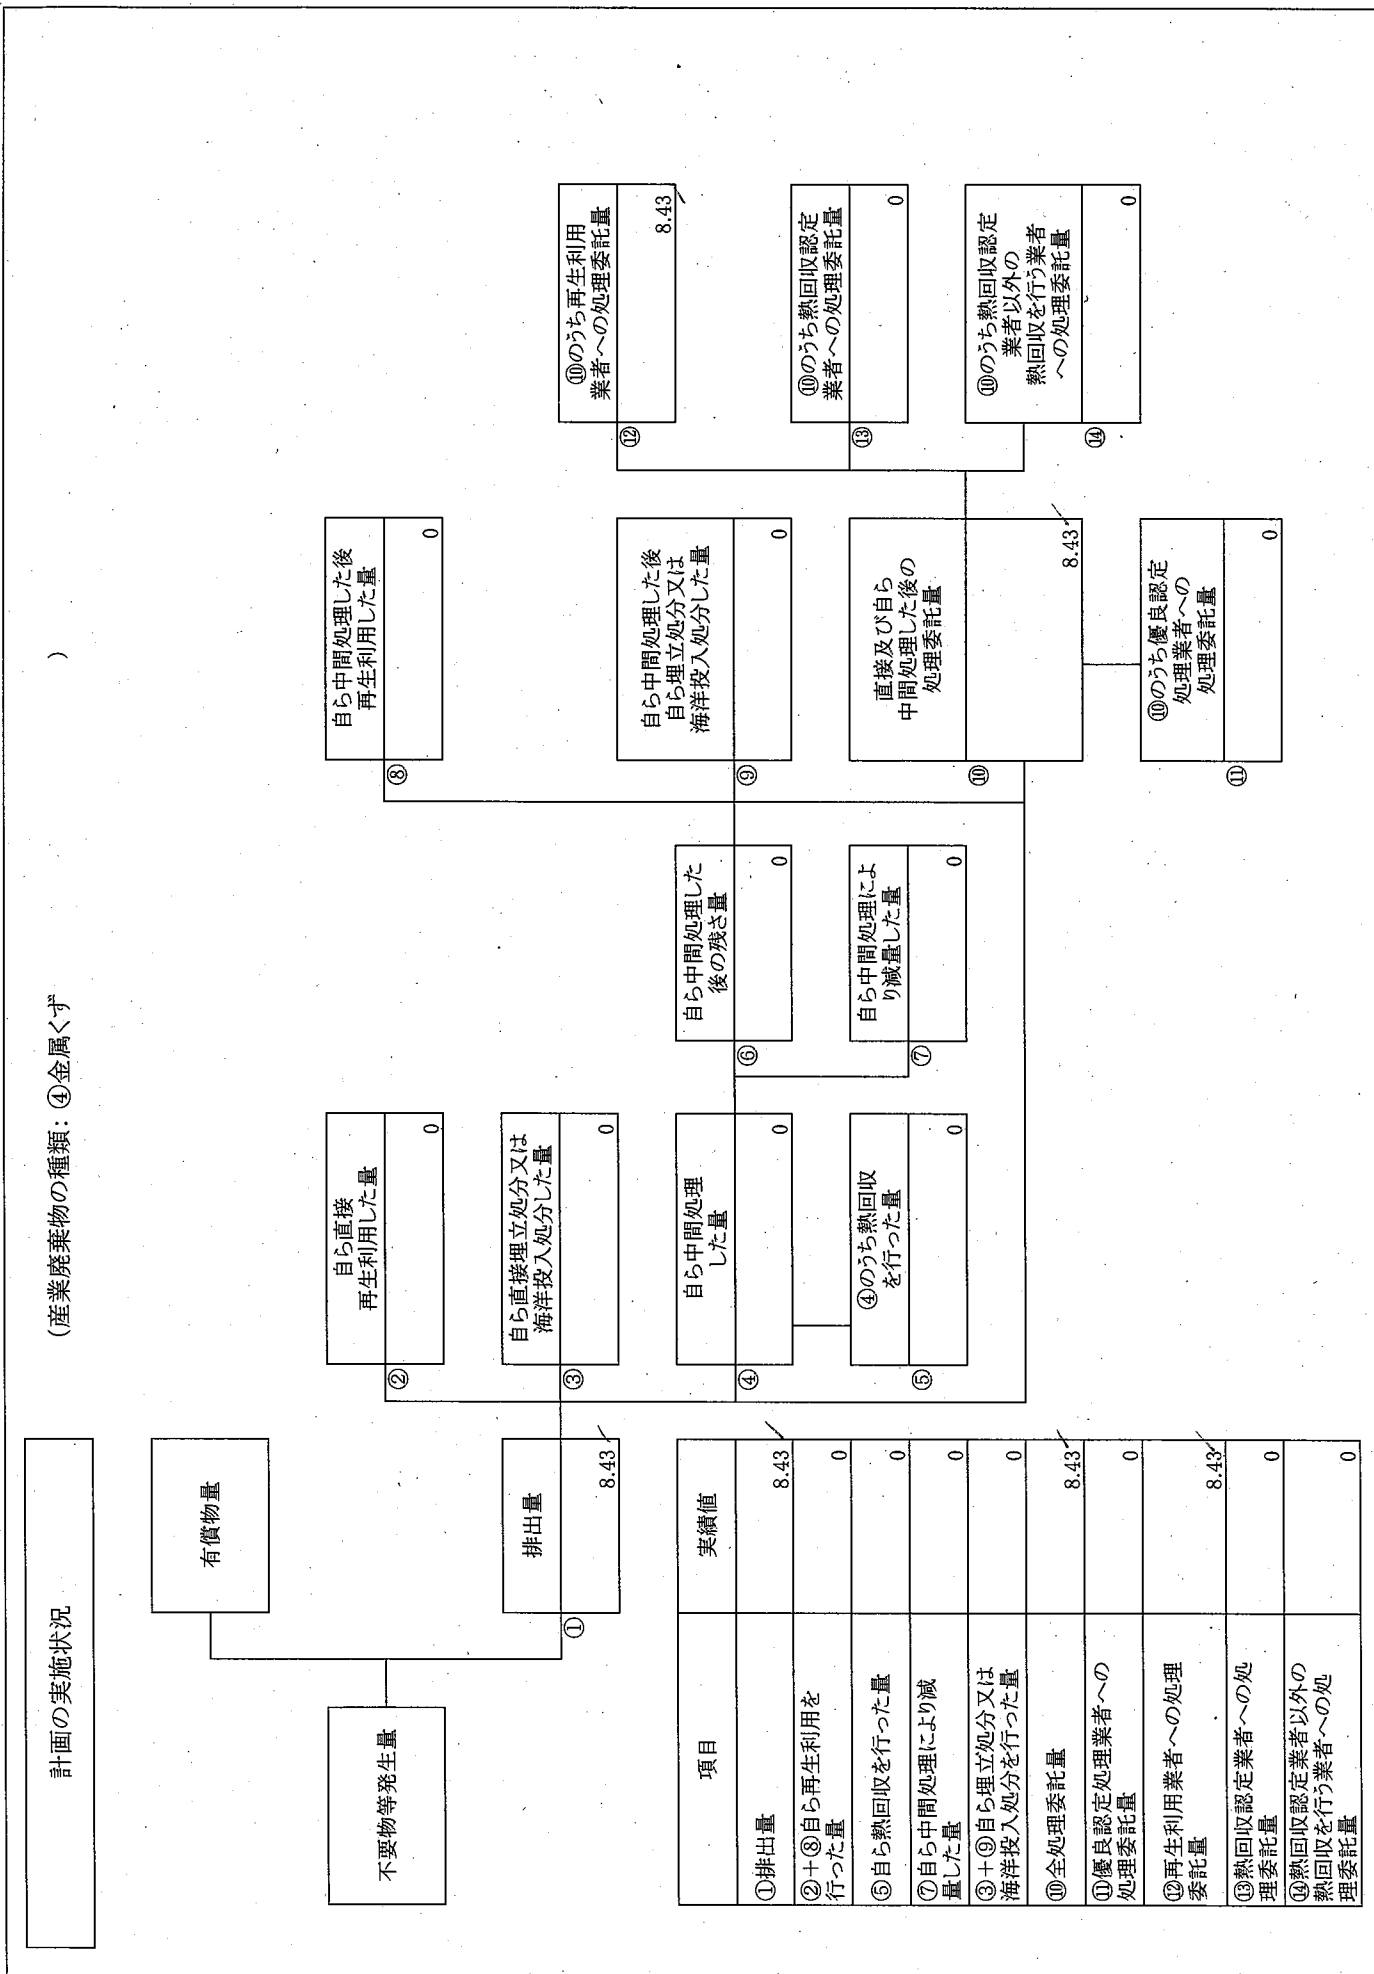 計画の実施状況
(産業廃棄物の種類：④金属くず
)
不要物等発生量
有償物量
排出量
①
8.43
自ら直接
再生利用した量
②
0
自ら直接埋立処分又は
海洋投入処分した量
③
0
自ら中間処理
した量
④
0
④のうち熱回収
を行った量
⑤
0
自ら中間処理した
後の残さ量
⑥
0
自ら中間処理によ
り減量した量
⑦
0
自ら中間処理した後
再生利用した量
⑧
0
自ら中間処理した後
自ら埋立処分又は
海洋投入処分した量
⑨
0
直接及び自ら
中間処理した後の
処理委託量
⑩
8.43
⑩のうち優良認定
処理業者への
処理委託量
⑪
0
⑩のうち再生利用
業者への処理委託量
⑫
8.43
⑩のうち熱回収認定
業者への処理委託量
⑬
0
⑩のうち熱回収認定
業者以外の
熱回収を行う業者
への処理委託量
⑭
0
項目 実績値
①排出量 8.43
②＋⑧自ら再生利用を
行った量 0
⑤自ら熱回収を行った量 0
⑦自ら中間処理により減
量した量 0
③＋⑨自ら埋立処分又は
海洋投入処分を行った量 0
⑩全処理委託量 8.43
⑪優良認定処理業者への
処理委託量 0
⑫再生利用業者への処理
委託量 8.43
⑬熱回収認定業者への処
理委託量 0
⑭熱回収認定業者以外の
熱回収を行う業者への処
理委託量 0